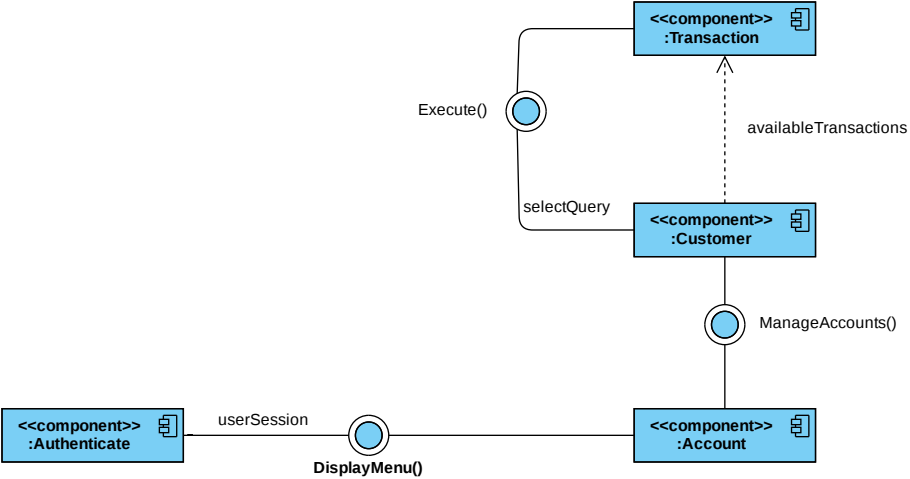 <<component>>
:Transaction
Execute()
availableTransactions
selectQuery
<<component>>
:Customer
ManageAccounts()
userSession
<<component>>
:Authenticate
DisplayMenu()
<<component>>
:Account